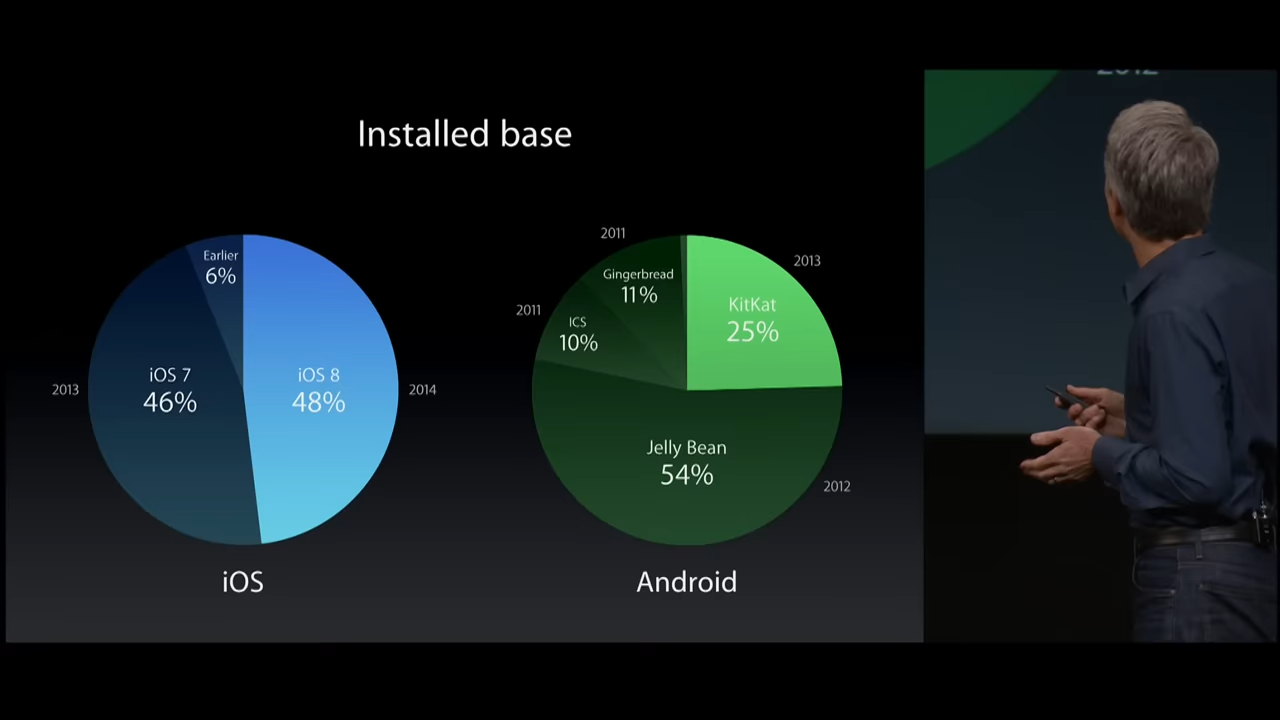 Installed base
Earlier
6%
iOS 7
46%
2013
iOS 8
48%
2014
iOS
2011
Gingerbread
11%
2011
ICS
10%
2013
KitKat
25%
Jelly Bean
54%
2012
Android
2012